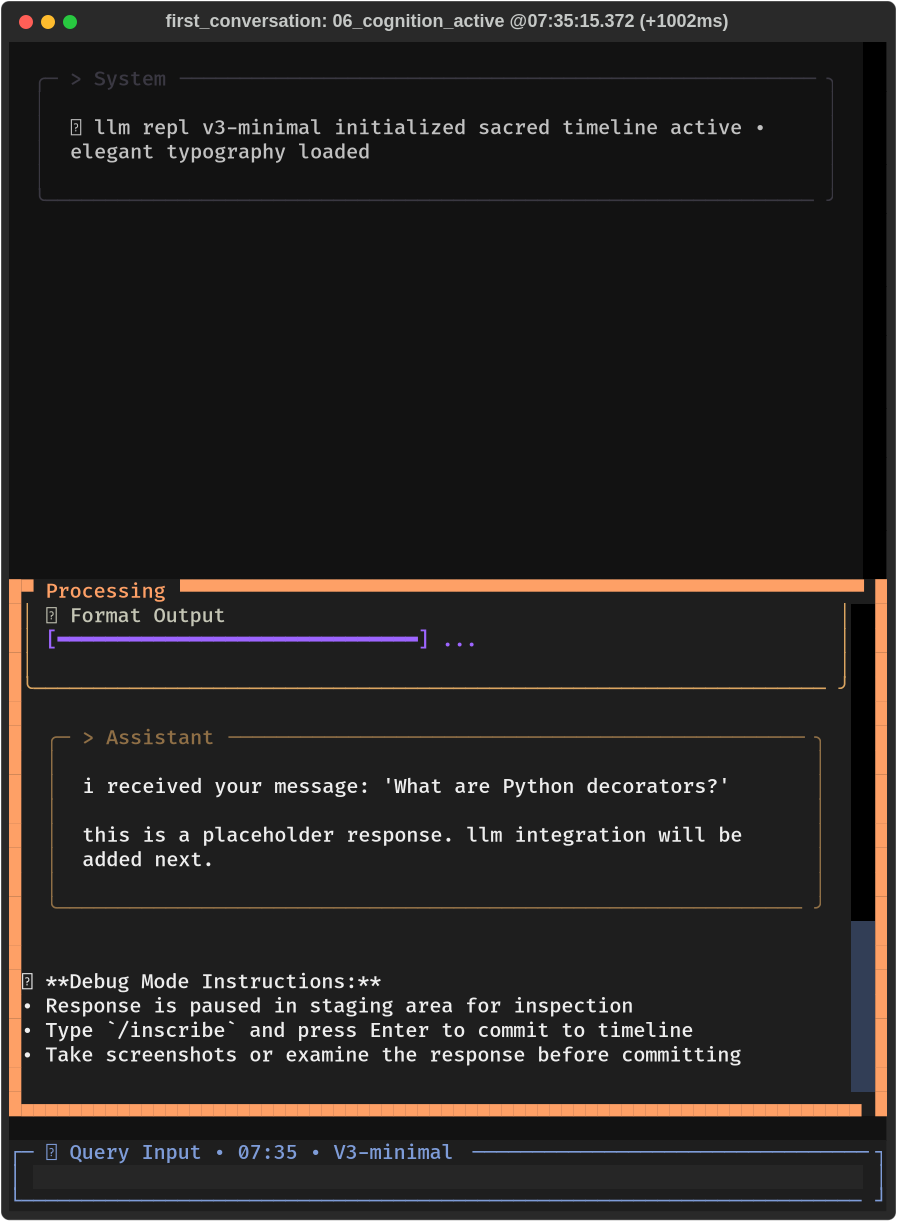 first_conversation: 06_cognition_active @07:35:15.372 (+1002ms)
> System
llm repl v3-minimal initialized sacred timeline active •
elegant typography loaded
Processing
Format Output
[━━━━━━━━━━━━━━━━━━━━━━━━━━━━━━] ...
> Assistant
i received your message: 'What are Python decorators?'
this is a placeholder response. llm integration will be
added next.
**Debug Mode Instructions:**
• Response is paused in staging area for inspection
• Type `/inscribe` and press Enter to commit to timeline
• Take screenshots or examine the response before committing
Query Input • 07:35 • V3-minimal